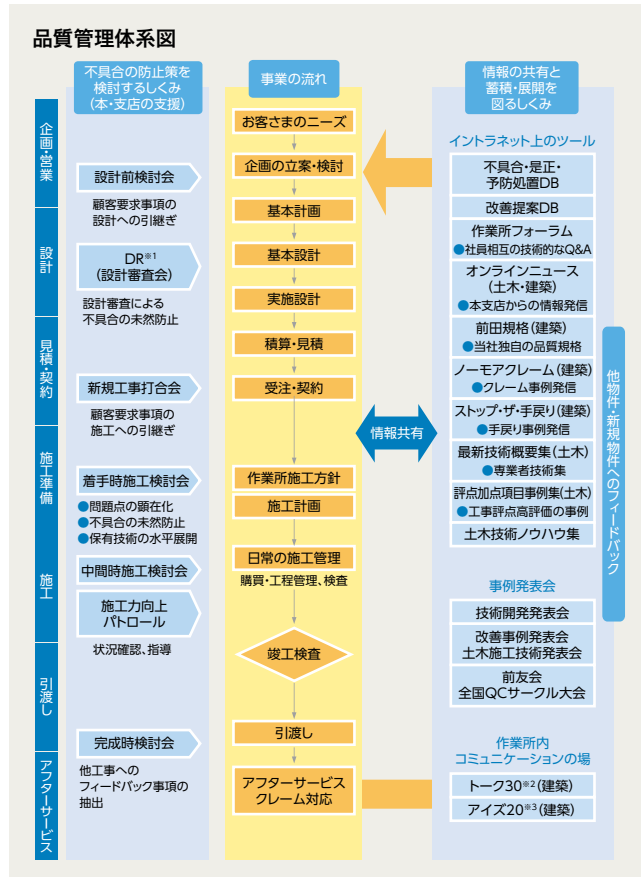 品質管理体系図
不具合の防止策を
検討するしくみ
(本・支店の支援)
事業の流れ
情報の共有と
蓄積・展開を
図るしくみ
企画・営業
設計
見積・契約
施工準備
施工
引渡し
アフターサービス
設計前検討会
顧客要求事項の
設計への引継ぎ
DR※1
(設計審査会)
設計審査による
不具合の未然防止
新規工事打合会
顧客要求事項の
施工への引継ぎ
着手時施工検討会
●問題点の顕在化
●不具合の未然防止
●保有技術の水平展開
中間時施工検討会
施工力向上
パトロール
状況確認、指導
完成時検討会
他工事への
フィードバック事項の
抽出
お客さまのニーズ
企画の立案・検討
基本計画
基本設計
実施設計
積算・見積
受注・契約
作業所施工方針
施工計画
日常の施工管理
購買・工程管理、検査
竣工検査
引渡し
アフターサービス
クレーム対応
情報共有
イントラネット上のツール
不具合・是正・
予防処置DB
改善提案DB
作業所フォーラム
●社員相互の技術的なQ&A
オンラインニュース
(土木・建築)
●本支店からの情報発信
前田規格(建築)
●当社独自の品質規格
ノーモアクレーム(建築)
●クレーム事例発信
ストップ・ザ・手戻り(建築)
●手戻り事例発信
最新技術概要集(土木)
●専業者技術集
評点加点項目事例集(土木)
●工事評点高評価の事例
土木技術ノウハウ集
事例発表会
技術開発発表会
改善事例発表会
土木施工技術発表会
前友会
全国QCサークル大会
作業所内
コミュニケーションの場
トーク30※2(建築)
アイズ20※3(建築)
他物件・新規物件へのフィードバック